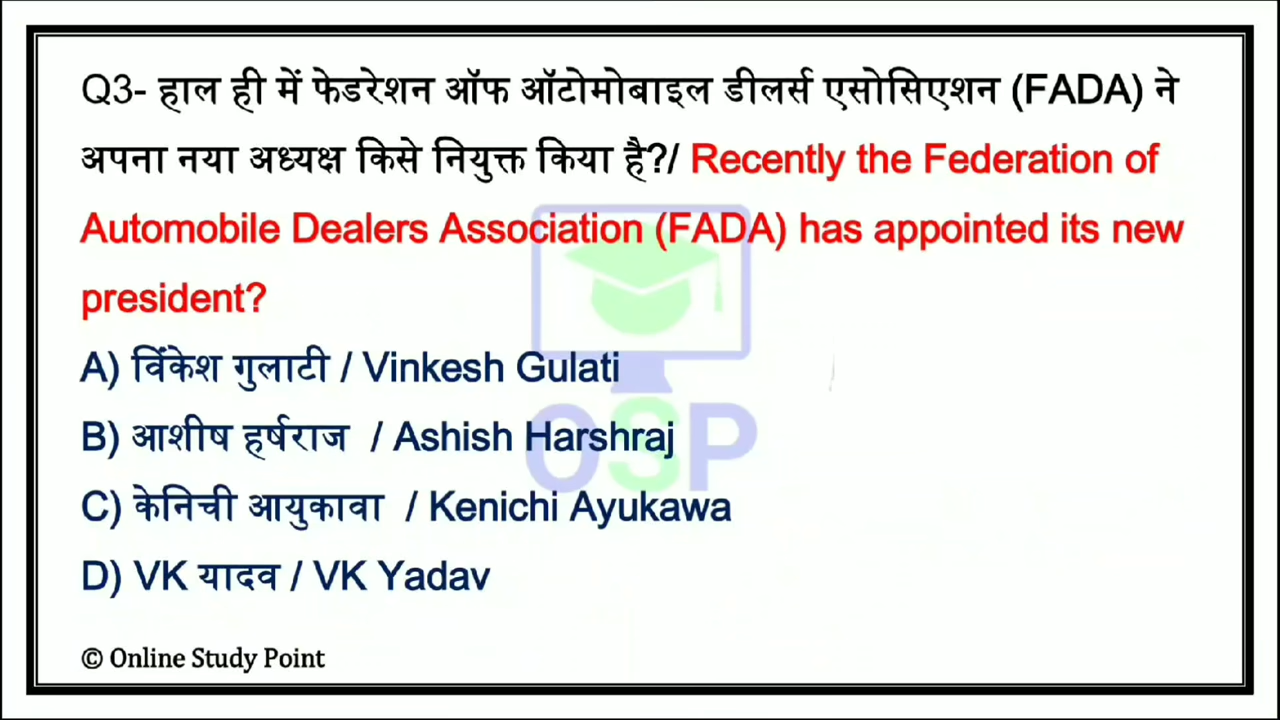 Q3- हाल ही में फेडरेशन ऑफ ऑटोमोबाइल डीलर्स एसोसिएशन (FADA) ने
अपना नया अध्यक्ष किसे नियुक्त किया है?/ Recently the Federation of
Automobile Dealers Association (FADA) has appointed its new
president?
A) विंकेश गुलाटी / Vinkesh Gulati
B) आशीष हर्षराज / Ashish Harshraj
OSP
C) केनिची आयुकावा / Kenichi Ayukawa
D) VK यादव / VK Yadav
© Online Study Point